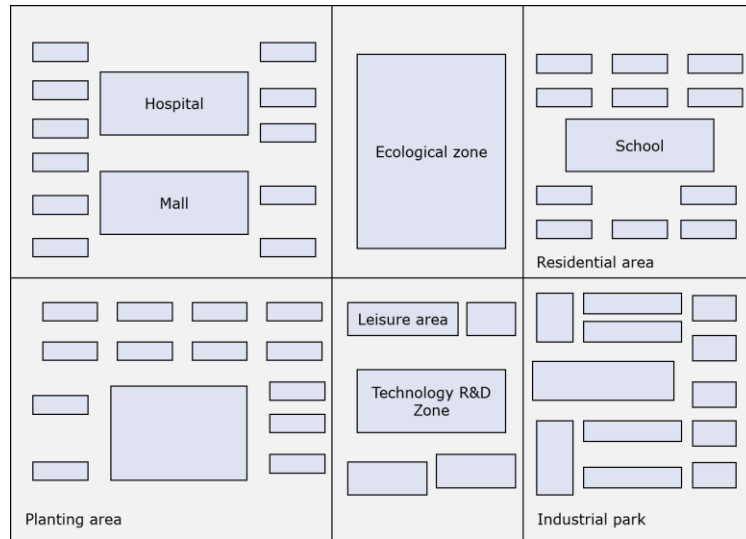 Hospital
Mall
Ecological zone
School
Residential area
Leisure area
Technology R&D
Zone
Planting area
Industrial park